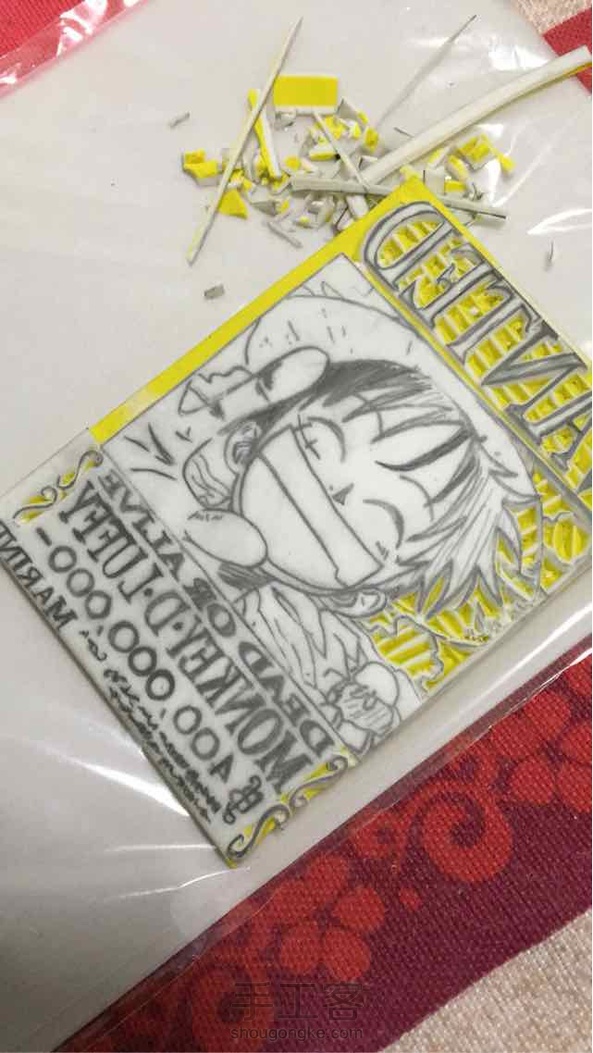 WANTED
DEAD OR ALIVE
MONKEY·D·LUFFY
400,000,000-
MARINE
手工客
shougongke.com